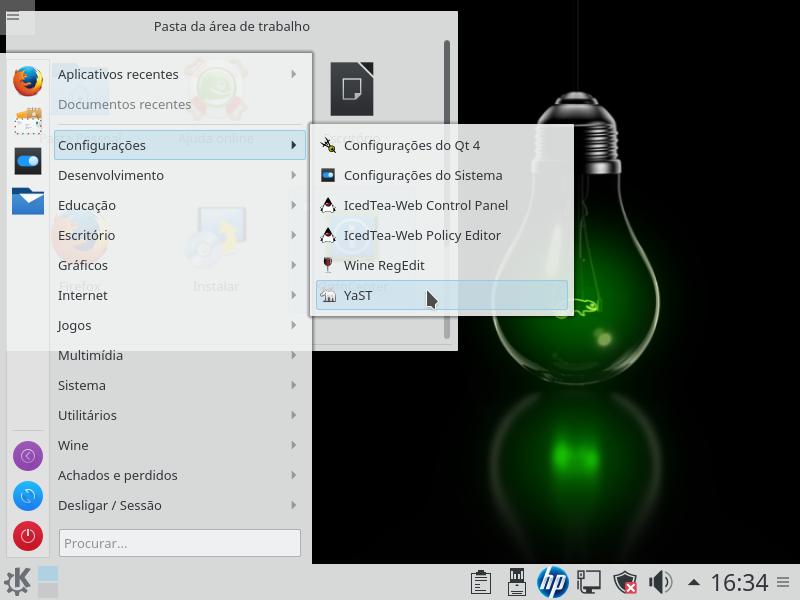 Pasta da área de trabalho
Aplicativos recentes
Documentos recentes
Ajuda online
Configurações
Configurações do Qt 4
Desenvolvimento
Configurações do Sistema
Educação
IcedTea-Web Control Panel
Escritório
IcedTea-Web Policy Editor
Gráficos
Wine RegEdit
Firefox
Instalar
Internet
YaST
Jogos
Multimídia
Sistema
Utilitários
Wine
Achados e perdidos
Desligar / Sessão
Procurar...
hp
16:34